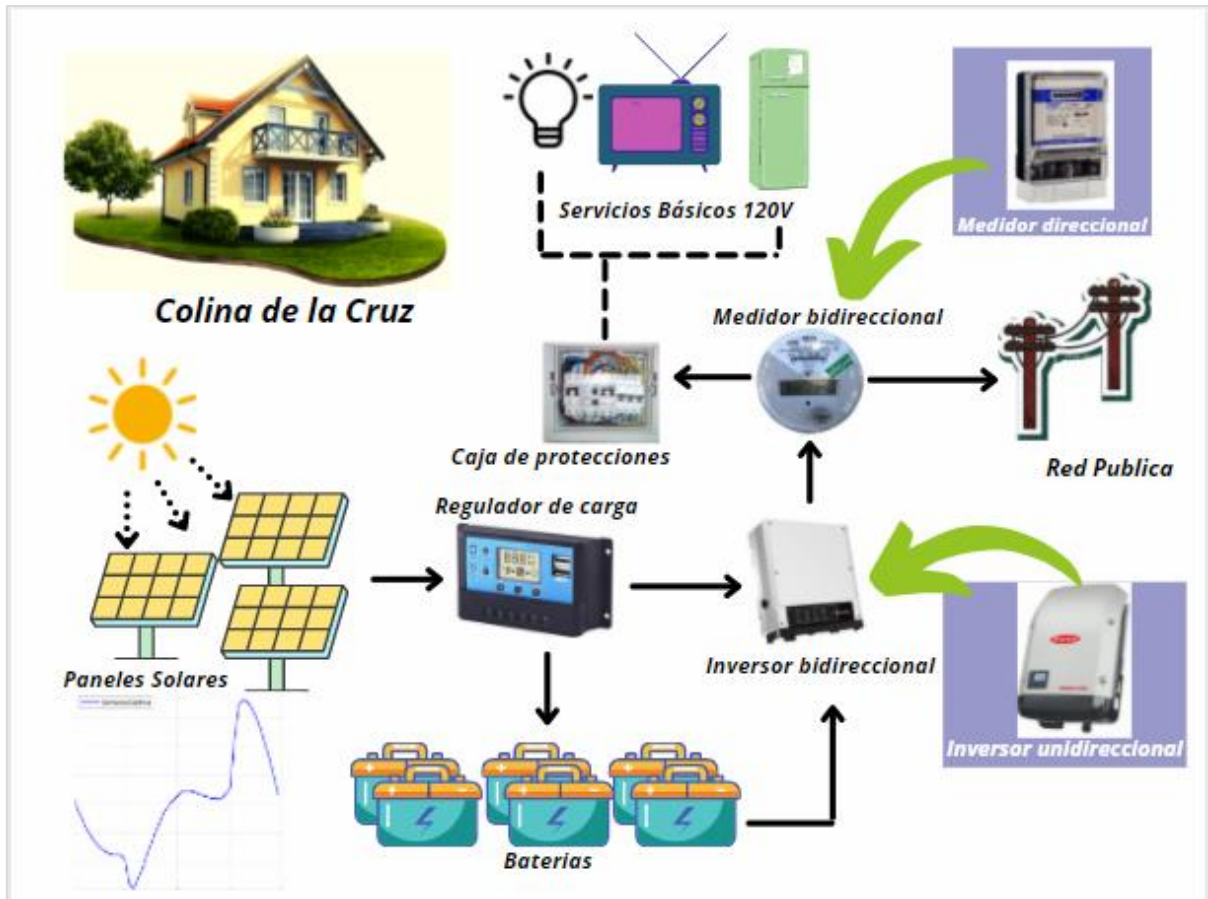 Servicios Básicos 120V
Medidor direccional
Colina de la Cruz
Medidor bidireccional
Caja de protecciones
Red Publica
Regulador de carga
Paneles Solares
Inversor bidireccional
Inversor unidireccional
Baterias